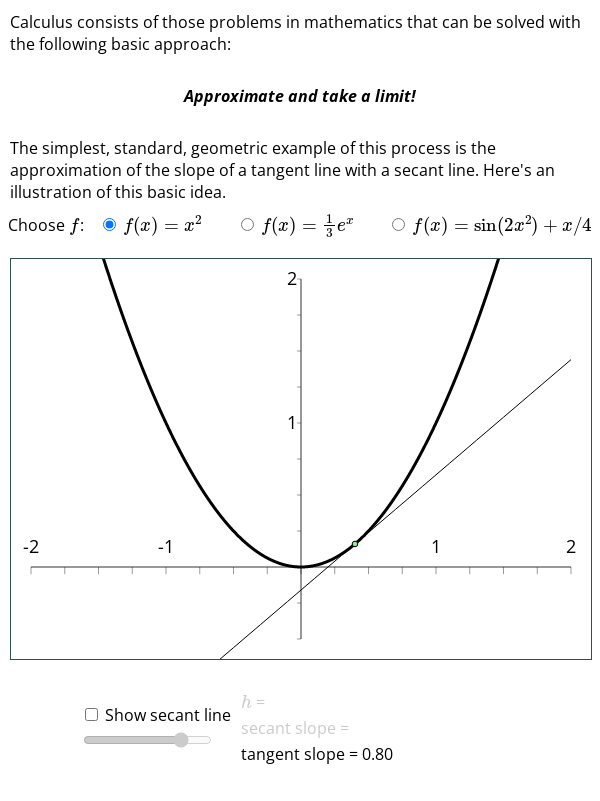 Calculus consists of those problems in mathematics that can be solved with
the following basic approach:
Approximate and take a limit!
The simplest, standard, geometric example of this process is the
approximation of the slope of a tangent line with a secant line. Here's an
illustration of this basic idea.
Choose f: f(x) = x² f(x) = ⅓eˣ f(x) = sin(2x²) + x/4
2
1
-2 -1 1 2
h =
Show secant line
secant slope =
tangent slope = 0.80